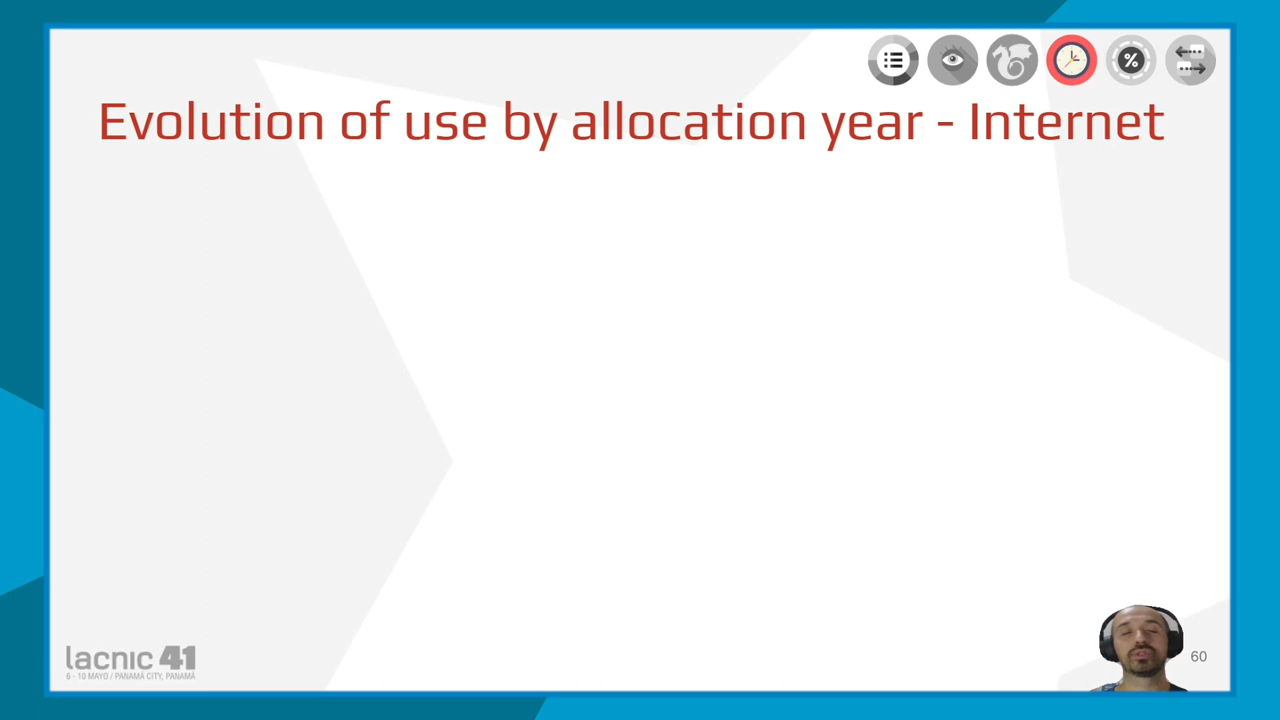 %
Evolution of use by allocation year - Internet
lacnic 41
6 - 10 MAYO / PANAMÁ CITY, PANAMÁ
60